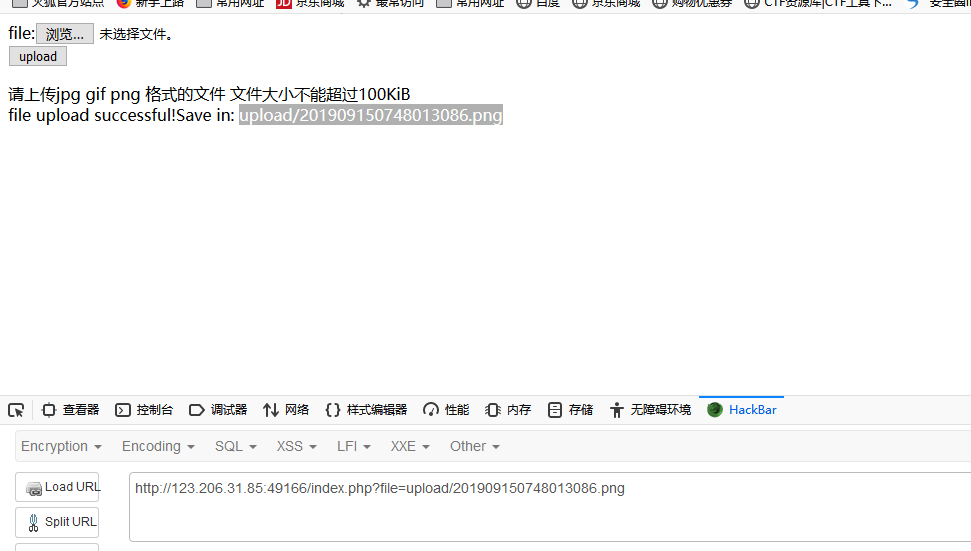 火狐官方站点 新手上路 常用网址 JD 京东商城 最常访问 常用网址 百度 京东商城 购物优惠券 CTF资源库|CTF工具下...
file: 浏览... 未选择文件。
upload
请上传jpg gif png 格式的文件 文件大小不能超过100KiB
file upload successful!Save in: upload/201909150748013086.png
查看器 控制台 调试器 网络 样式编辑器 性能 内存 存储 无障碍环境 HackBar
Encryption Encoding SQL XSS LFI XXE Other
Load URL
http://123.206.31.85:49166/index.php?file=upload/201909150748013086.png
Split URL